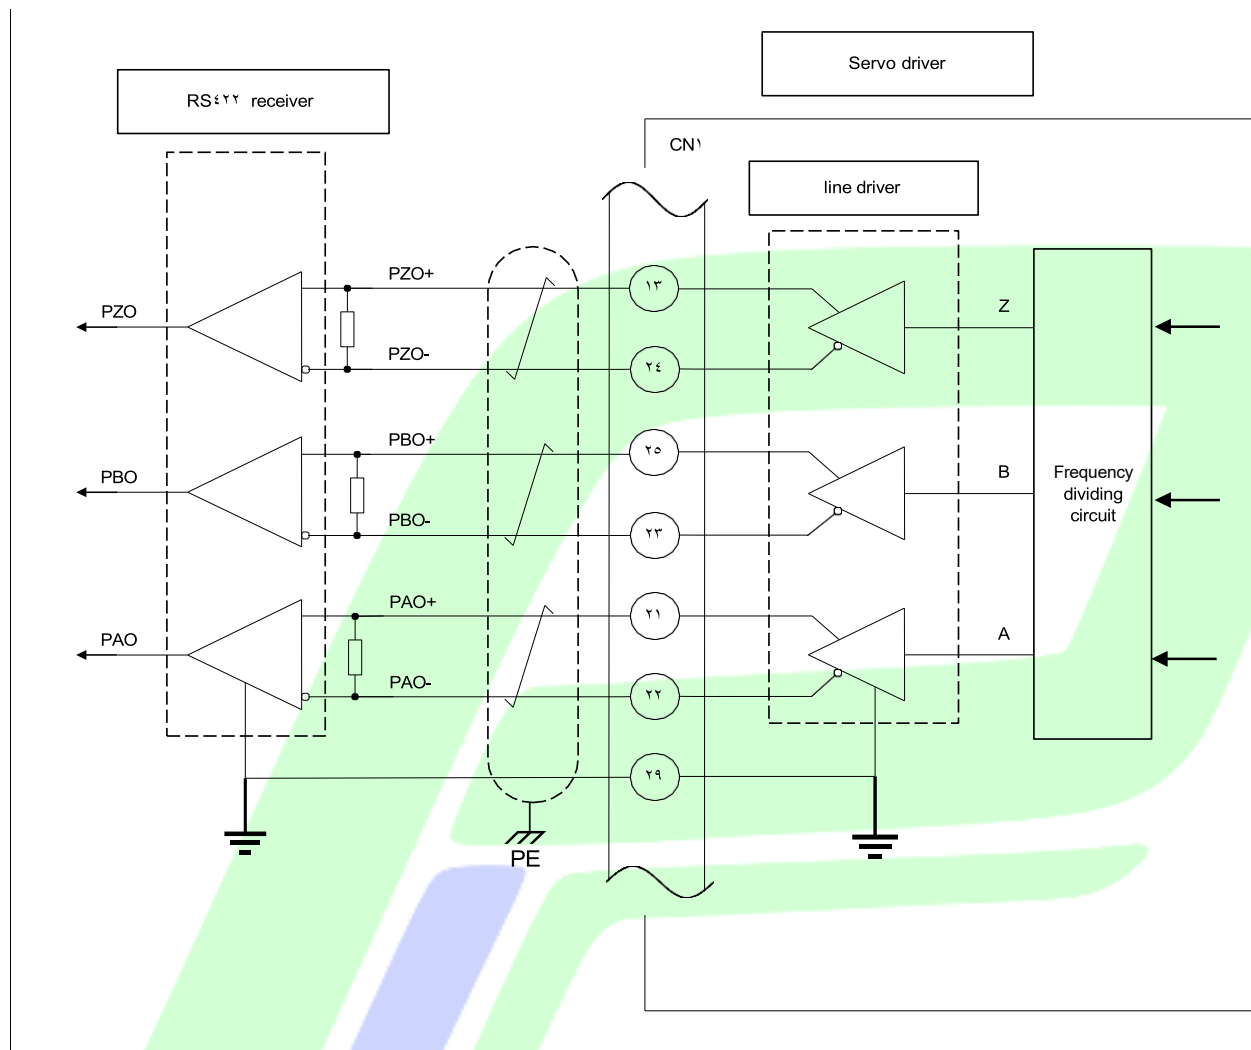 Servo driver
RS٤٢٢ receiver
CN١
line driver
PZO+
١٣
Z
PZO
PZO-
٢٤
PBO+
٢٥
B
PBO
Frequency
dividing
circuit
PBO-
٢٣
PAO+
٢١
A
PAO
PAO-
٢٢
٢٩
PE